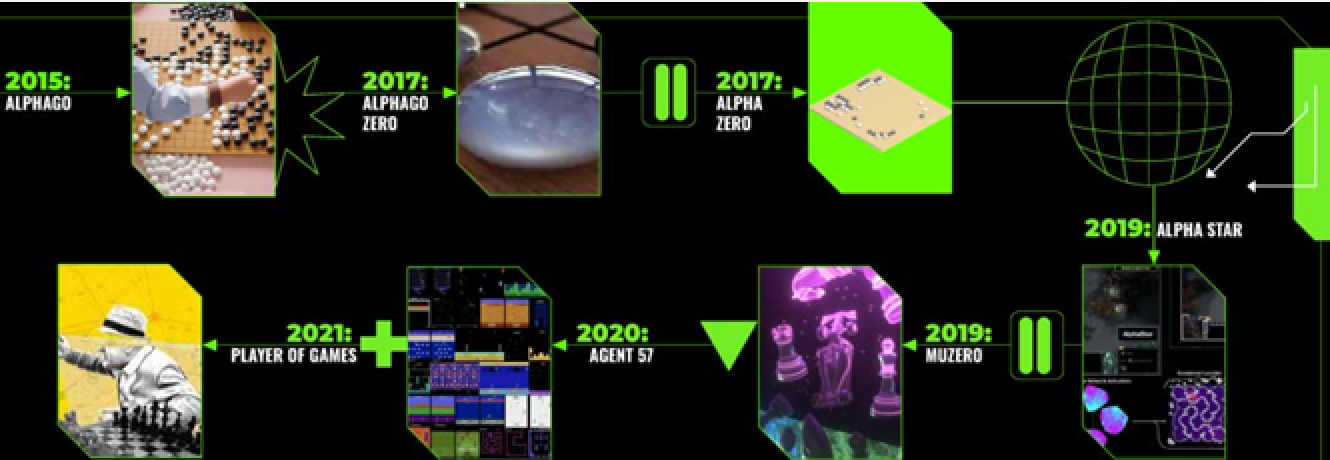 2015:
ALPHAGO
2017:
ALPHAGO
ZERO
2017:
ALPHA
ZERO
2019: ALPHA STAR
2019:
MUZERO
2020:
AGENT 57
2021:
PLAYER OF GAMES